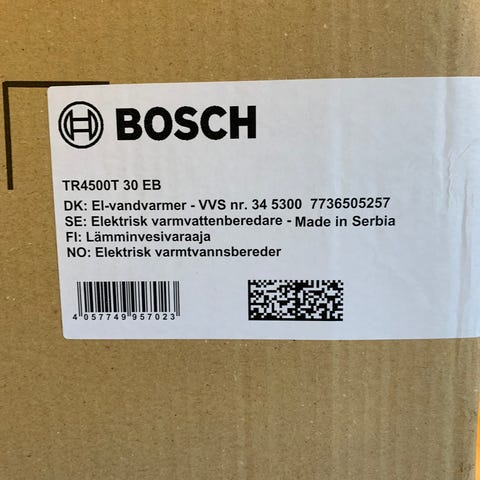 BOSCH
TR4500T 30 EB
DK: El-vandvarmer - VVS nr. 34 5300 7736505257
SE: Elektrisk varmvattenberedare - Made in Serbia
FI: Lämminvesivaraaja
NO: Elektrisk varmtvannsbereder
4 057749 957023